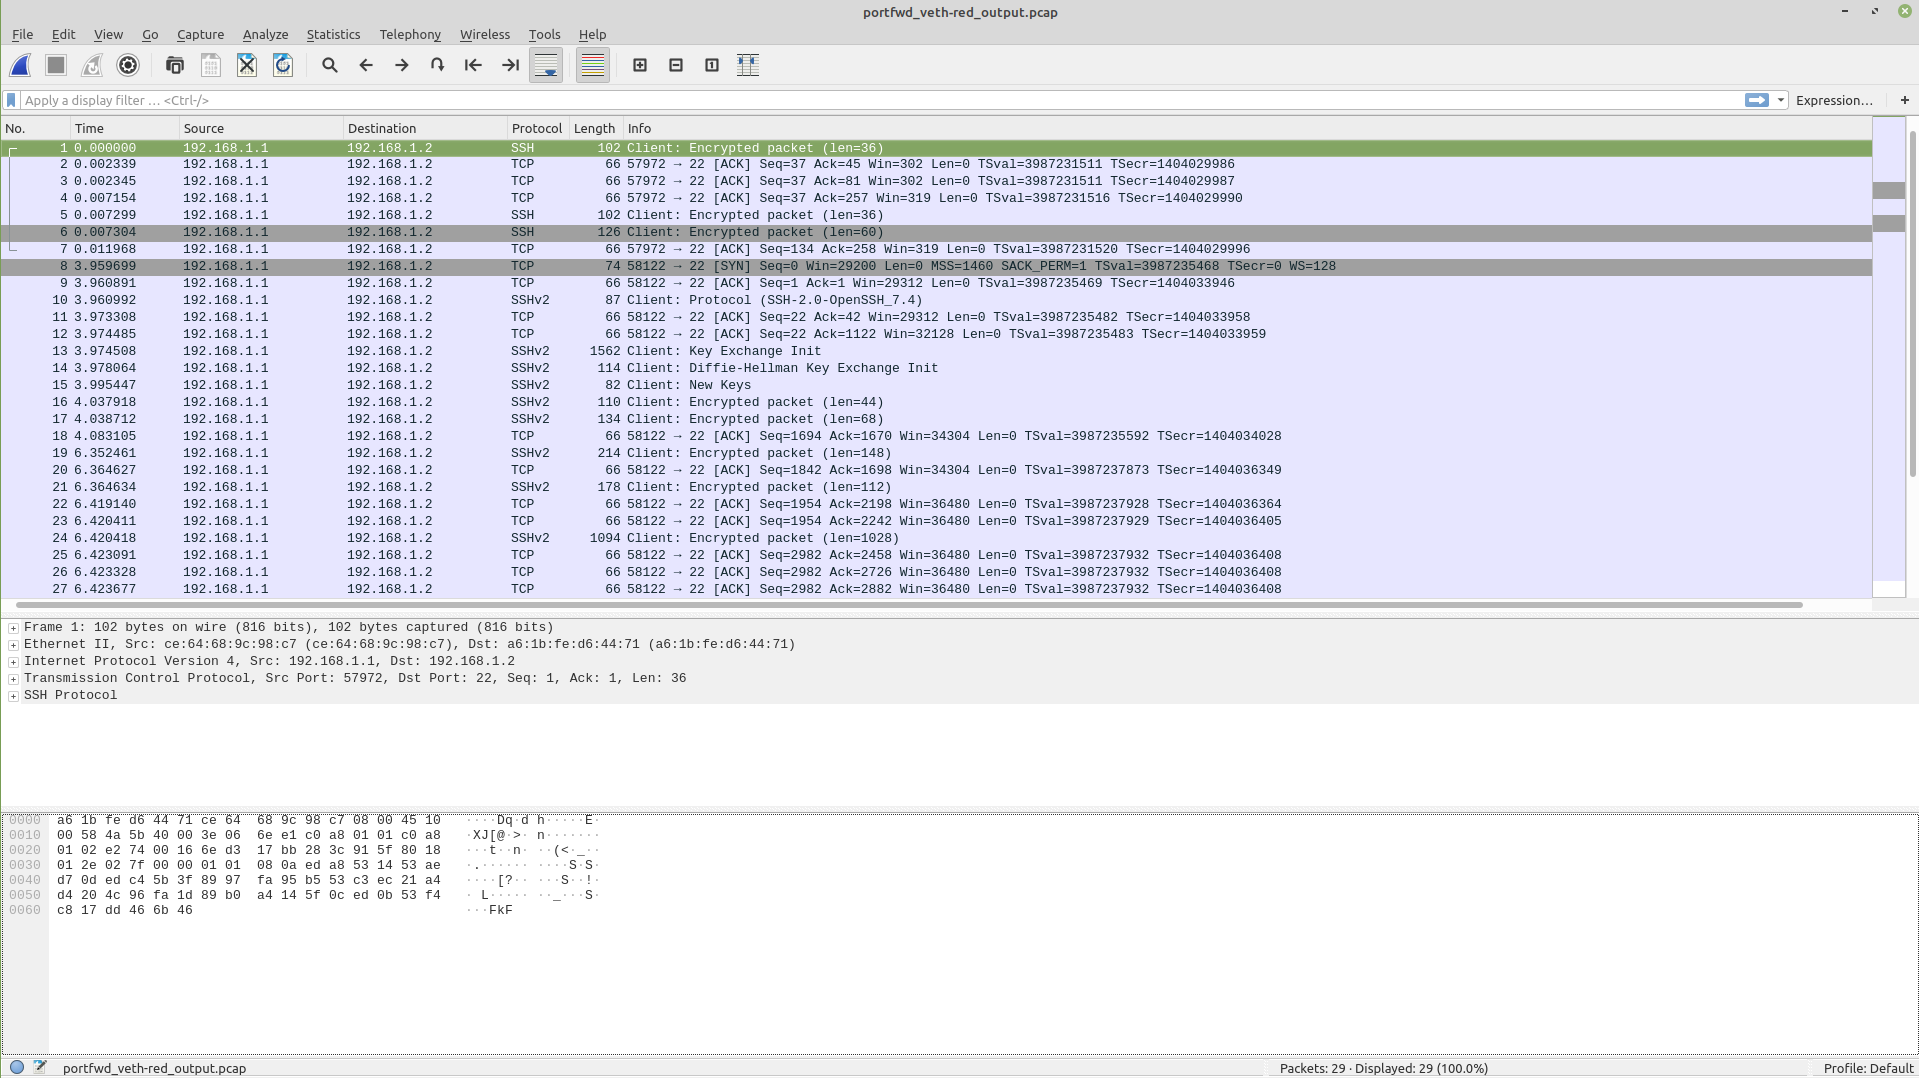 portfwd_veth-red_output.pcap
File Edit View Go Capture Analyze Statistics Telephony Wireless Tools Help
Apply a display filter … <Ctrl-/> Expression… +
No. Time Source Destination Protocol Length Info
1 0.000000 192.168.1.1 192.168.1.2 SSH 102 Client: Encrypted packet (len=36)
2 0.002339 192.168.1.1 192.168.1.2 TCP 66 57972 → 22 [ACK] Seq=37 Ack=45 Win=302 Len=0 TSval=3987231511 TSecr=1404029986
3 0.002345 192.168.1.1 192.168.1.2 TCP 66 57972 → 22 [ACK] Seq=37 Ack=81 Win=302 Len=0 TSval=3987231511 TSecr=1404029987
4 0.007154 192.168.1.1 192.168.1.2 TCP 66 57972 → 22 [ACK] Seq=37 Ack=257 Win=319 Len=0 TSval=3987231516 TSecr=1404029990
5 0.007299 192.168.1.1 192.168.1.2 SSH 102 Client: Encrypted packet (len=36)
6 0.007304 192.168.1.1 192.168.1.2 SSH 126 Client: Encrypted packet (len=60)
7 0.011968 192.168.1.1 192.168.1.2 TCP 66 57972 → 22 [ACK] Seq=134 Ack=258 Win=319 Len=0 TSval=3987231520 TSecr=1404029996
8 3.959699 192.168.1.1 192.168.1.2 TCP 74 58122 → 22 [SYN] Seq=0 Win=29200 Len=0 MSS=1460 SACK_PERM=1 TSval=3987235468 TSecr=0 WS=128
9 3.960891 192.168.1.1 192.168.1.2 TCP 66 58122 → 22 [ACK] Seq=1 Ack=1 Win=29312 Len=0 TSval=3987235469 TSecr=1404033946
10 3.960992 192.168.1.1 192.168.1.2 SSHv2 87 Client: Protocol (SSH-2.0-OpenSSH_7.4)
11 3.973308 192.168.1.1 192.168.1.2 TCP 66 58122 → 22 [ACK] Seq=22 Ack=42 Win=29312 Len=0 TSval=3987235482 TSecr=1404033958
12 3.974485 192.168.1.1 192.168.1.2 TCP 66 58122 → 22 [ACK] Seq=22 Ack=1122 Win=32128 Len=0 TSval=3987235483 TSecr=1404033959
13 3.974508 192.168.1.1 192.168.1.2 SSHv2 1562 Client: Key Exchange Init
14 3.978064 192.168.1.1 192.168.1.2 SSHv2 114 Client: Diffie-Hellman Key Exchange Init
15 3.995447 192.168.1.1 192.168.1.2 SSHv2 82 Client: New Keys
16 4.037918 192.168.1.1 192.168.1.2 SSHv2 110 Client: Encrypted packet (len=44)
17 4.038712 192.168.1.1 192.168.1.2 SSHv2 134 Client: Encrypted packet (len=68)
18 4.083105 192.168.1.1 192.168.1.2 TCP 66 58122 → 22 [ACK] Seq=1694 Ack=1670 Win=34304 Len=0 TSval=3987235592 TSecr=1404034028
19 6.352461 192.168.1.1 192.168.1.2 SSHv2 214 Client: Encrypted packet (len=148)
20 6.364627 192.168.1.1 192.168.1.2 TCP 66 58122 → 22 [ACK] Seq=1842 Ack=1698 Win=34304 Len=0 TSval=3987237873 TSecr=1404036349
21 6.364634 192.168.1.1 192.168.1.2 SSHv2 178 Client: Encrypted packet (len=112)
22 6.419140 192.168.1.1 192.168.1.2 TCP 66 58122 → 22 [ACK] Seq=1954 Ack=2198 Win=36480 Len=0 TSval=3987237928 TSecr=1404036364
23 6.420411 192.168.1.1 192.168.1.2 TCP 66 58122 → 22 [ACK] Seq=1954 Ack=2242 Win=36480 Len=0 TSval=3987237929 TSecr=1404036405
24 6.420418 192.168.1.1 192.168.1.2 SSHv2 1094 Client: Encrypted packet (len=1028)
25 6.423091 192.168.1.1 192.168.1.2 TCP 66 58122 → 22 [ACK] Seq=2982 Ack=2458 Win=36480 Len=0 TSval=3987237932 TSecr=1404036408
26 6.423328 192.168.1.1 192.168.1.2 TCP 66 58122 → 22 [ACK] Seq=2982 Ack=2726 Win=36480 Len=0 TSval=3987237932 TSecr=1404036408
27 6.423677 192.168.1.1 192.168.1.2 TCP 66 58122 → 22 [ACK] Seq=2982 Ack=2882 Win=36480 Len=0 TSval=3987237932 TSecr=1404036408
Frame 1: 102 bytes on wire (816 bits), 102 bytes captured (816 bits)
Ethernet II, Src: ce:64:68:9c:98:c7 (ce:64:68:9c:98:c7), Dst: a6:1b:fe:d6:44:71 (a6:1b:fe:d6:44:71)
Internet Protocol Version 4, Src: 192.168.1.1, Dst: 192.168.1.2
Transmission Control Protocol, Src Port: 57972, Dst Port: 22, Seq: 1, Ack: 1, Len: 36
SSH Protocol
0000 a6 1b fe d6 44 71 ce 64 68 9c 98 c7 08 00 45 10 ····Dq·d h·····E·
0010 00 58 4a 5b 40 00 3e 06 6e e1 c0 a8 01 01 c0 a8 ·XJ[@·>· n·······
0020 01 02 e2 74 00 16 6e d3 17 bb 28 3c 91 5f 80 18 ···t··n· ··(<·_··
0030 01 2e 02 7f 00 00 01 01 08 0a ed a8 53 14 53 ae ·.······ ····S·S·
0040 d7 0d ed c4 5b 3f 89 97 fa 95 b5 53 c3 ec 21 a4 ····[?·· ···S··!·
0050 d4 20 4c 96 fa 1d 89 b0 a4 14 5f 0c ed 0b 53 f4 · L····· ··_···S·
0060 c8 17 dd 46 6b 46 ···FkF
portfwd_veth-red_output.pcap Packets: 29 · Displayed: 29 (100.0%) Profile: Default